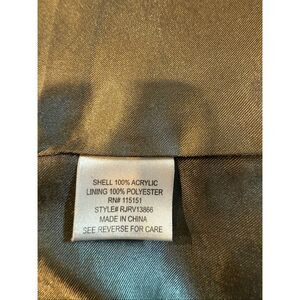 SHELL 100% ACRYLIC
LINING 100% POLYESTER
RN# 115151
STYLE# RJRV13866
MADE IN CHINA
SEE REVERSE FOR CARE